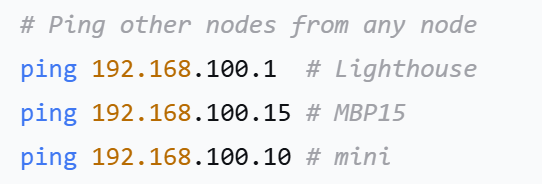 # Ping other nodes from any node
ping 192.168.100.1  # Lighthouse
ping 192.168.100.15 # MBP15
ping 192.168.100.10 # mini